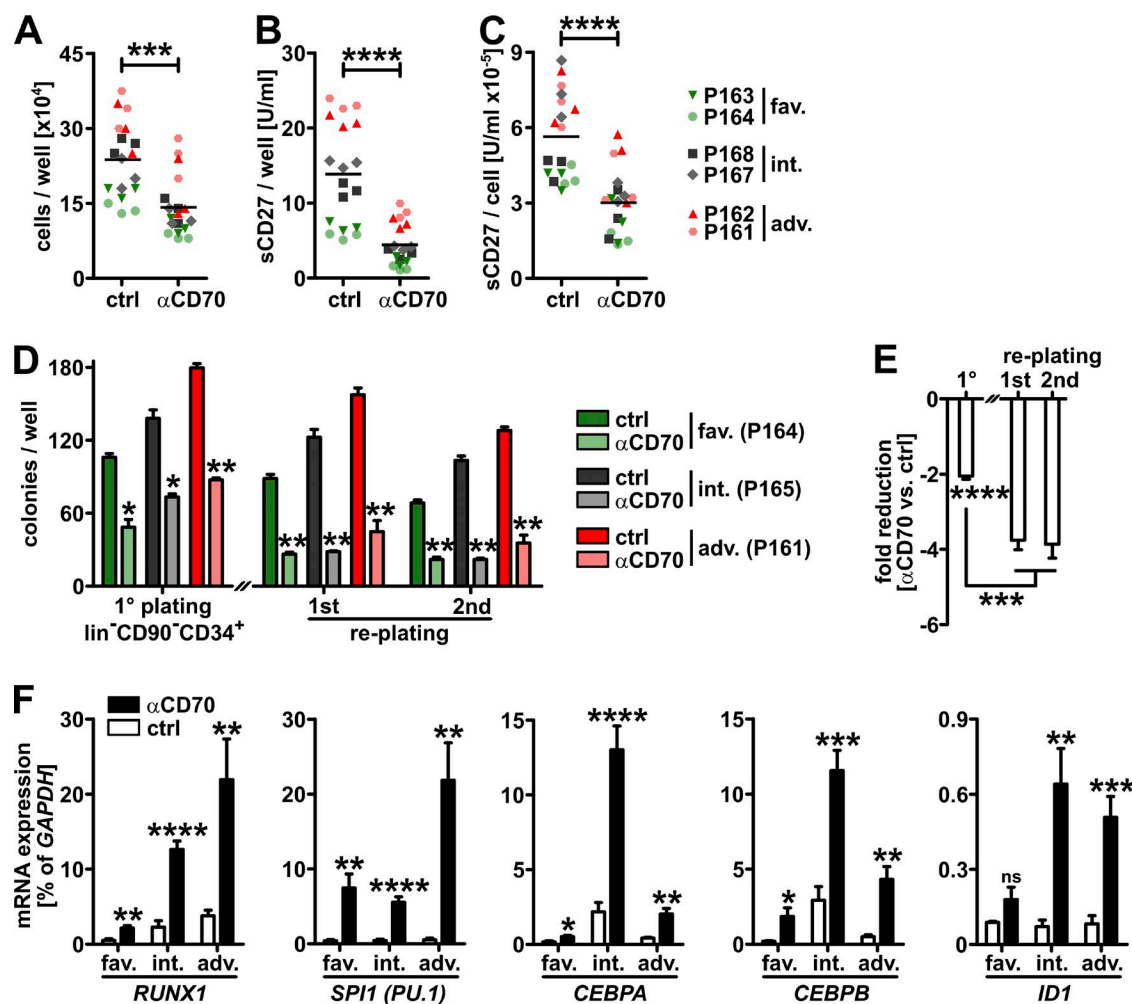 A
cells / well [x10⁴]
45
30
15
0
***
ctrl
αCD70
B
sCD27 / well [U/ml]
30
20
10
0
****
ctrl
αCD70
C
sCD27 / cell [U/ml x10⁻⁵]
9
6
3
0
****
ctrl
αCD70
P163
P164
fav.
P168
P167
int.
P162
P161
adv.
D
colonies / well
180
120
60
0
* * **
** ** **
** ** **
1° plating
lin⁻CD90⁻CD34⁺
1st
2nd
re-plating
ctrl
αCD70
fav. (P164)
ctrl
αCD70
int. (P165)
ctrl
αCD70
adv. (P161)
E
re-plating
1° 1st 2nd
fold reduction
[αCD70 vs. ctrl]
0
-2
-4
-6
****
***
F
αCD70
ctrl
mRNA expression
[% of GAPDH]
30
20
10
0
** **** **
fav. int. adv.
RUNX1
30
20
10
0
** **** **
fav. int. adv.
SPI1 (PU.1)
15
10
5
0
* **** **
fav. int. adv.
CEBPA
15
10
5
0
* *** **
fav. int. adv.
CEBPB
0.9
0.6
0.3
0
ns ** ***
fav. int. adv.
ID1